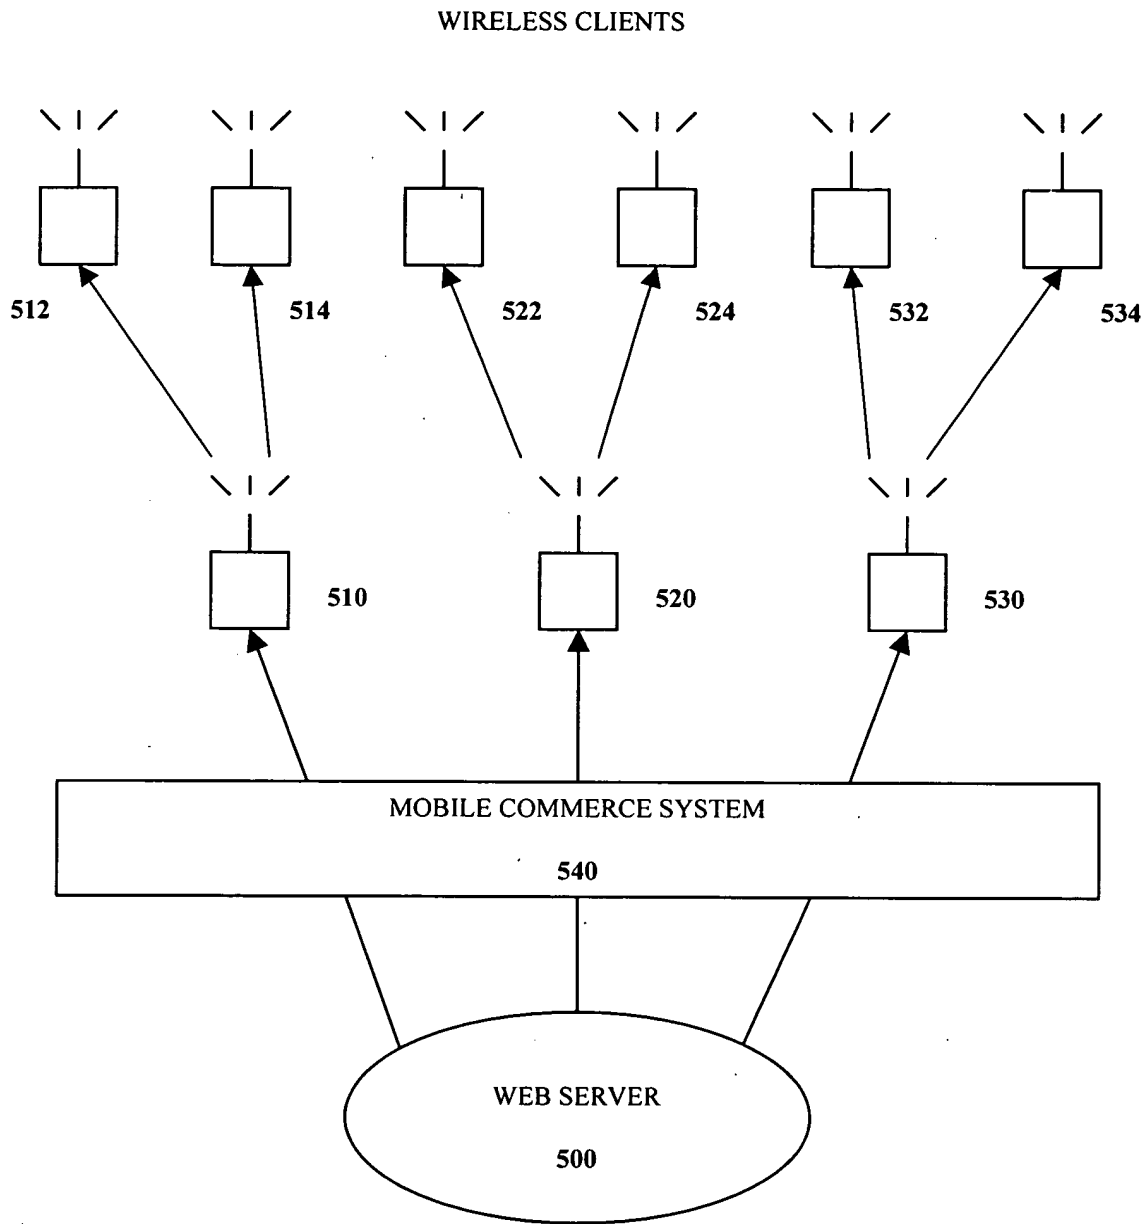 WIRELESS CLIENTS
512 514 522 524 532 534
510 520 530
MOBILE COMMERCE SYSTEM
540
WEB SERVER
500